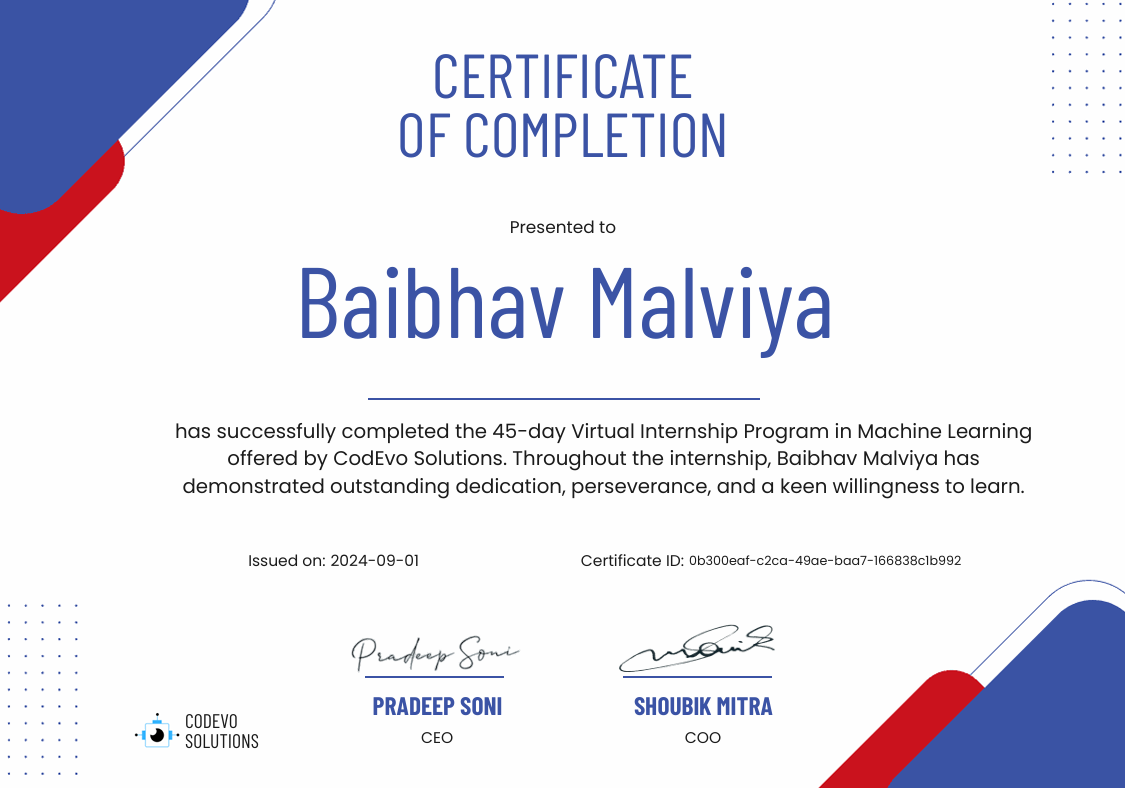 CERTIFICATE
OF COMPLETION
Presented to
Baibhav Malviya
has successfully completed the 45-day Virtual Internship Program in Machine Learning
offered by CodEvo Solutions. Throughout the internship, Baibhav Malviya has
demonstrated outstanding dedication, perseverance, and a keen willingness to learn.
Issued on: 2024-09-01
Certificate ID: 0b300eaf-c2ca-49ae-baa7-166838c1b992
Pradeep Soni
PRADEEP SONI
CEO
SHOUBIK MITRA
COO
CODEVO
SOLUTIONS